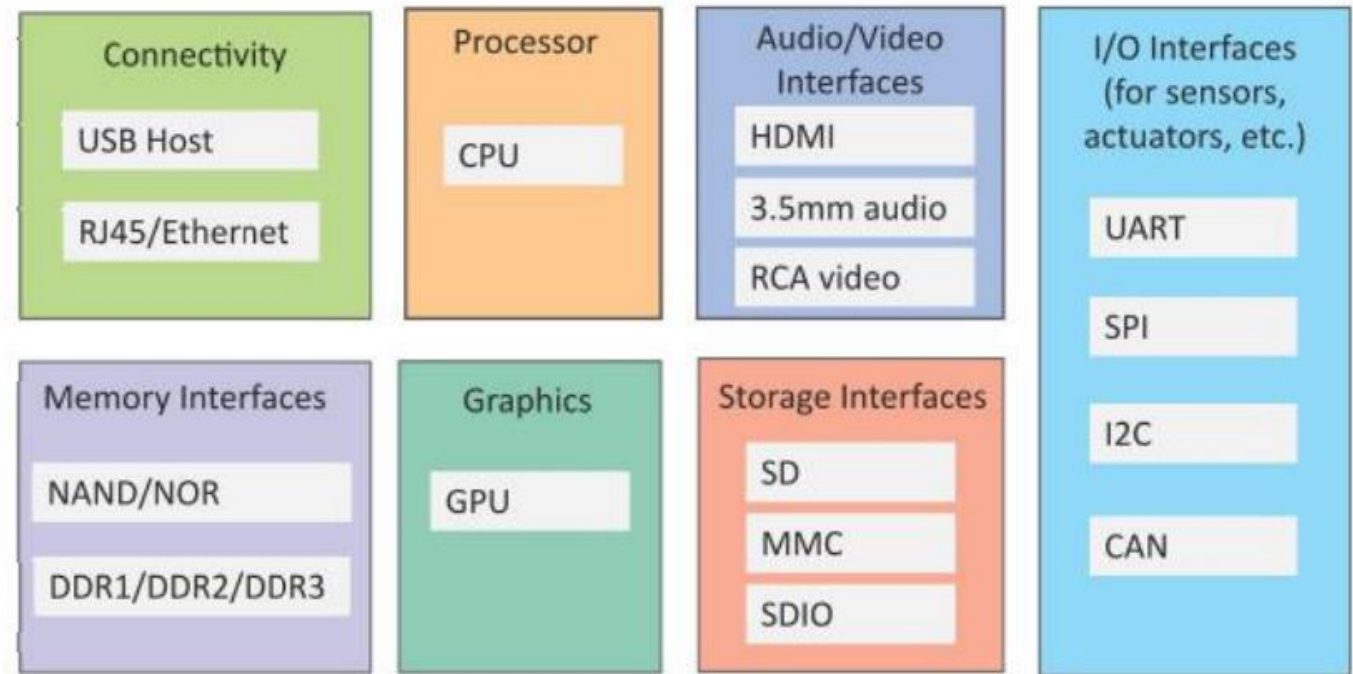 Connectivity
USB Host
RJ45/Ethernet
Processor
CPU
Audio/Video
Interfaces
HDMI
3.5mm audio
RCA video
I/O Interfaces
(for sensors,
actuators, etc.)
UART
SPI
I2C
CAN
Memory Interfaces
NAND/NOR
DDR1/DDR2/DDR3
Graphics
GPU
Storage Interfaces
SD
MMC
SDIO